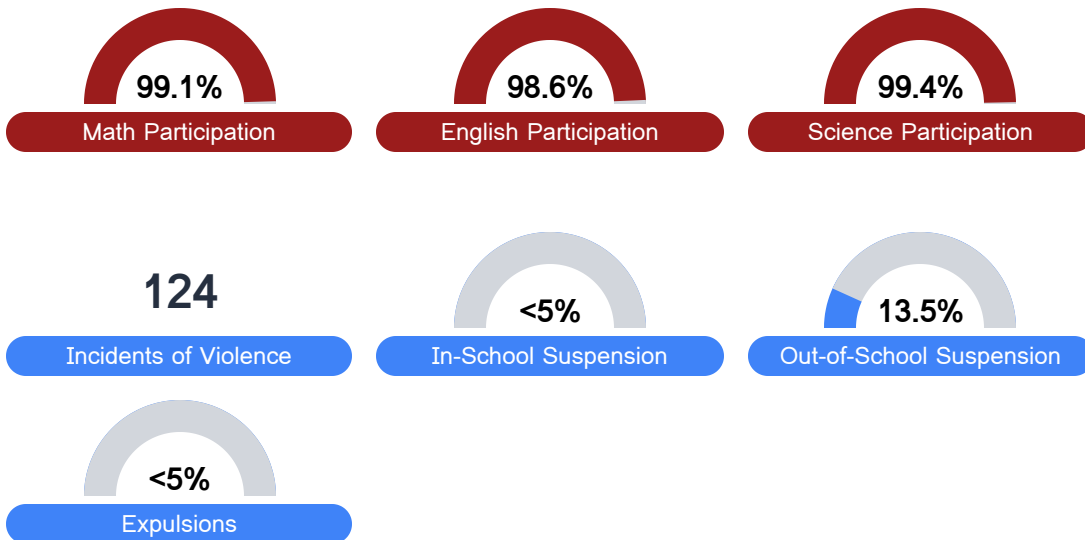 99.1%
Math Participation
98.6%
English Participation
99.4%
Science Participation
124
Incidents of Violence
<5%
In-School Suspension
13.5%
Out-of-School Suspension
<5%
Expulsions